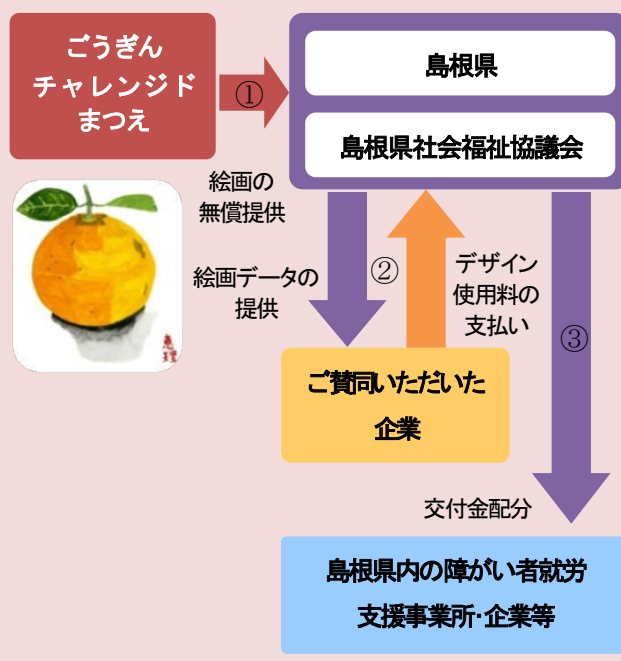 ごうぎん
チャレンジド
まつえ
①
島根県
島根県社会福祉協議会
絵画の
無償提供
絵画データの
提供
②
デザイン
使用料の
支払い
③
恵理
ご賛同いただいた
企業
交付金配分
島根県内の障がい者就労
支援事業所・企業等